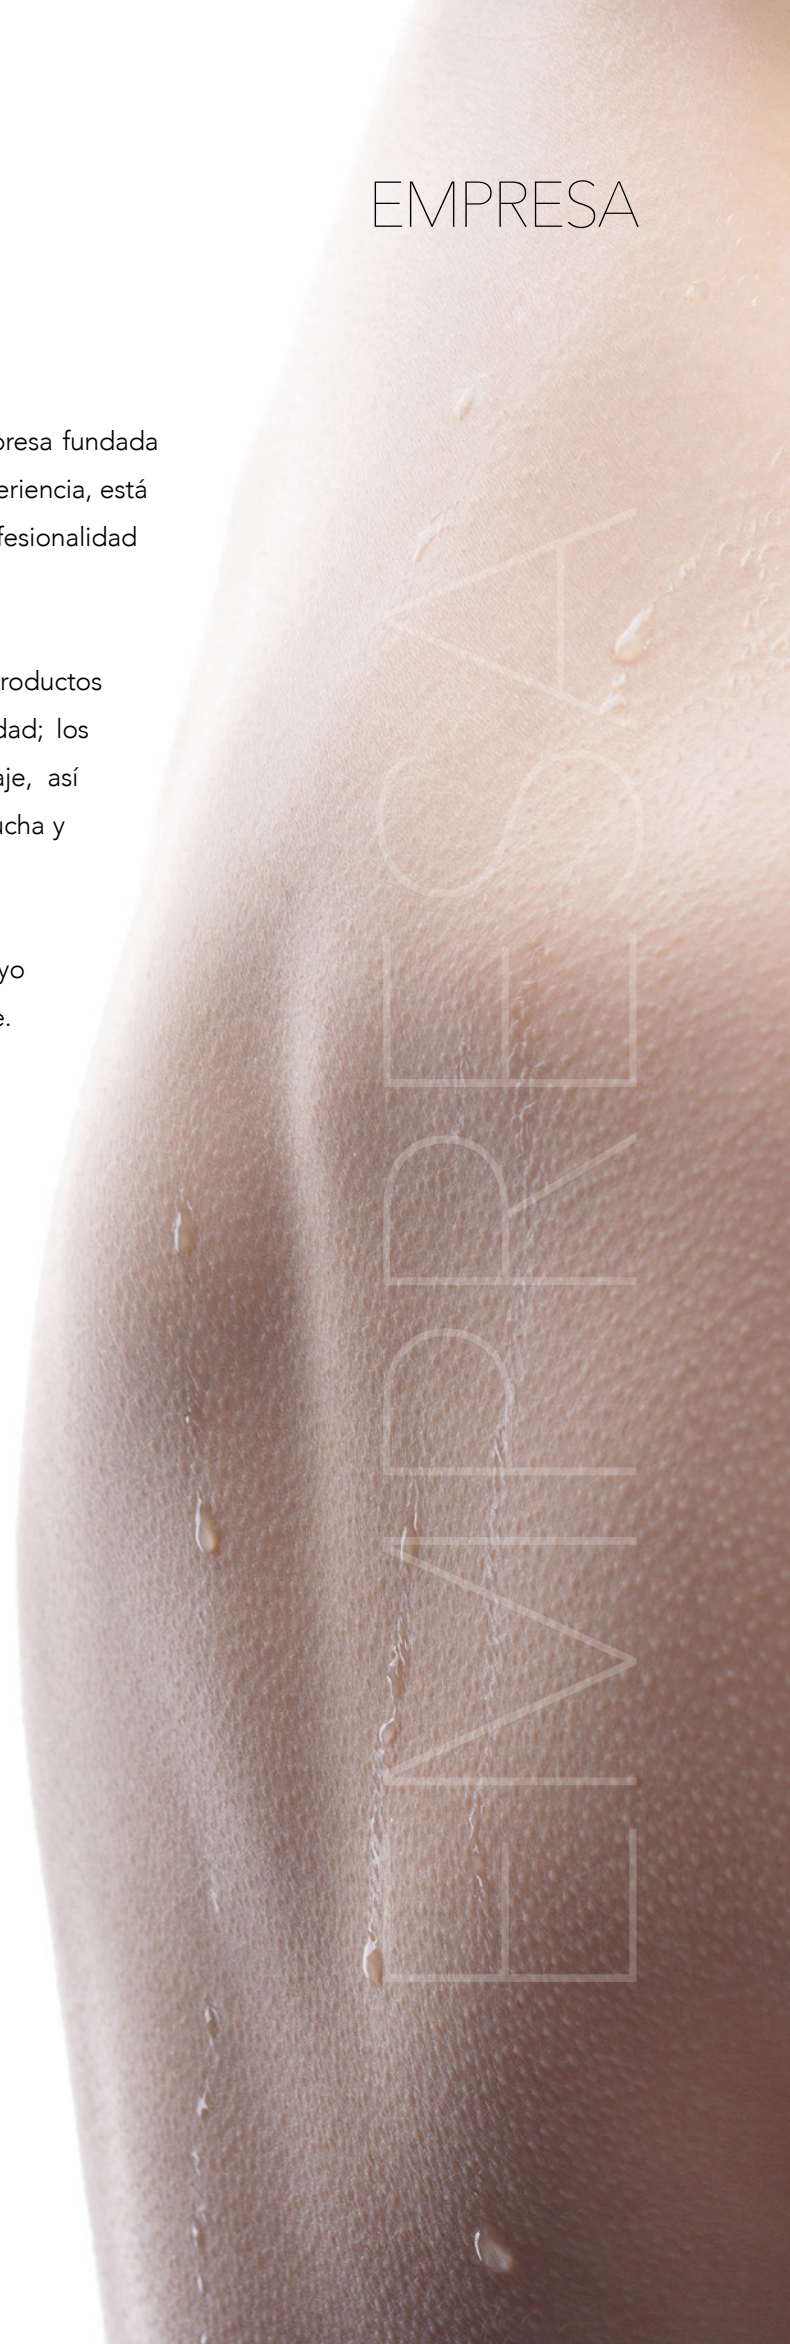 EMPRESA
presa fundada
eriencia, está
fesionalidad
roductos
dad; los
aje, así
ucha y
yo
e.
EMPRESA